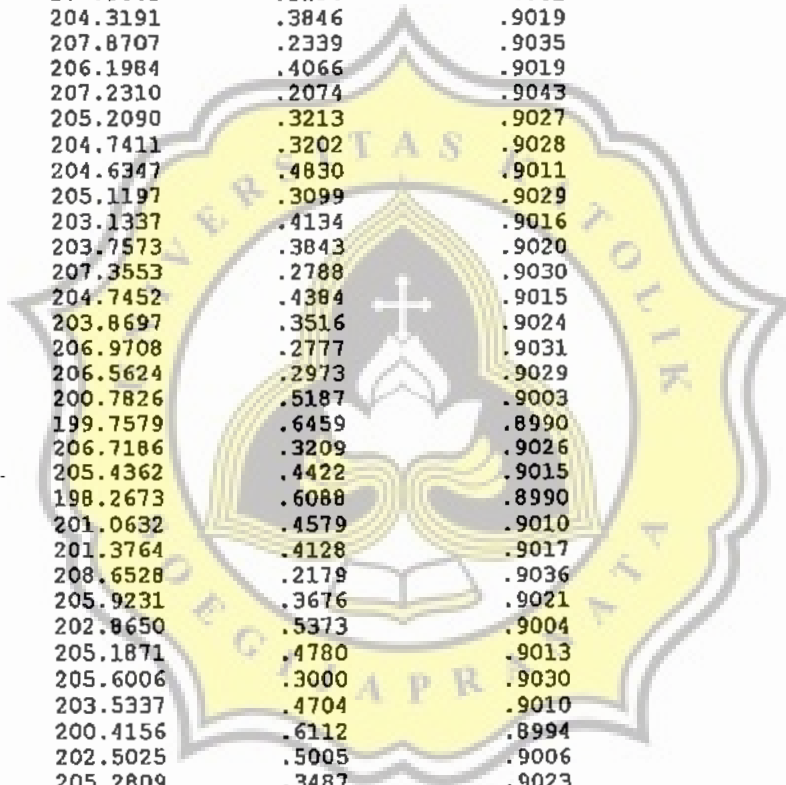 204.3191 .3846 .9019
207.8707 .2339 .9035
206.1984 .4066 .9019
207.2310 .2074 .9043
205.2090 .3213 .9027
204.7411 .3202 .9028
204.6347 .4830 .9011
205.1197 .3099 .9029
203.1337 .4134 .9016
203.7573 .3843 .9020
207.3553 .2788 .9030
204.7452 .4384 .9015
203.8697 .3516 .9024
206.9708 .2777 .9031
206.5624 .2973 .9029
200.7826 .5187 .9003
199.7579 .6459 .8990
206.7186 .3209 .9026
205.4362 .4422 .9015
198.2673 .6088 .8990
201.0632 .4579 .9010
201.3764 .4128 .9017
208.6528 .2179 .9036
205.9231 .3676 .9021
202.8650 .5373 .9004
205.1871 .4780 .9013
205.6006 .3000 .9030
203.5337 .4704 .9010
200.4156 .6112 .8994
202.5025 .5005 .9006
205.2809 .3487 .9023